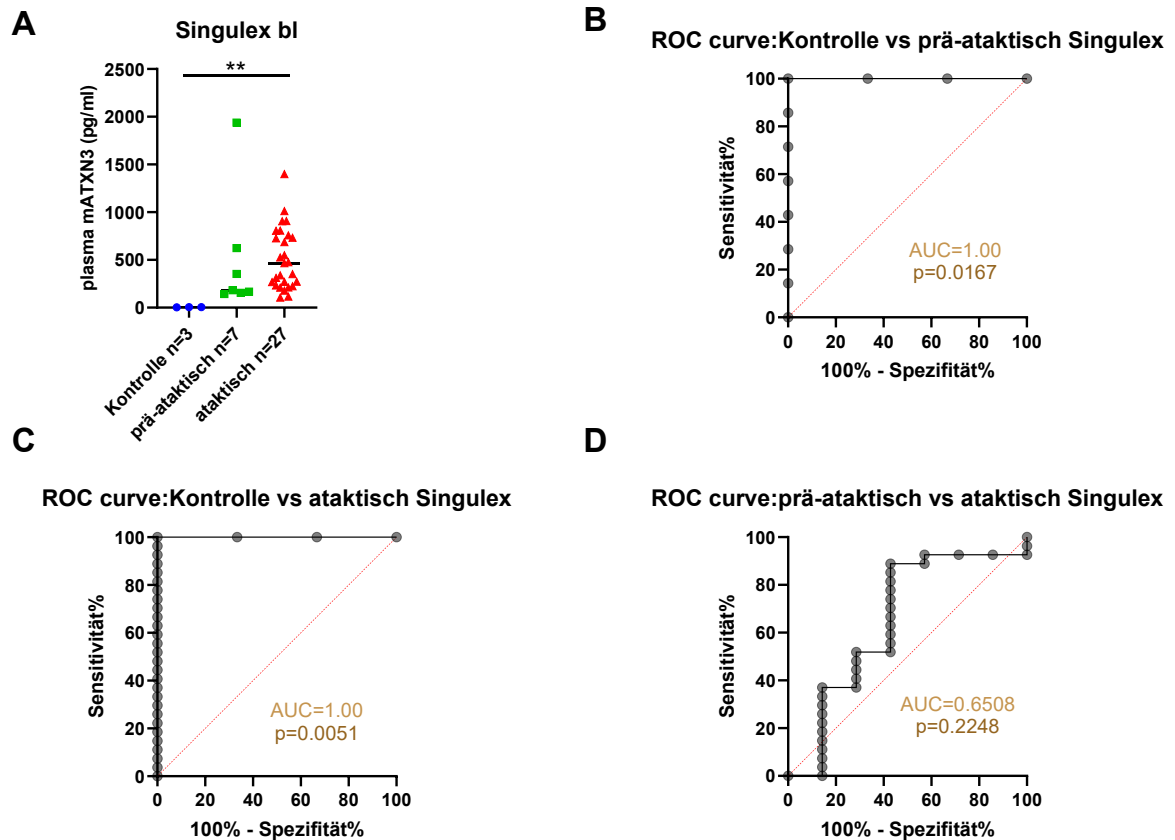 A
Singulex bl
**
plasma mATXN3 (pg/ml)
2500
2000
1500
1000
500
0
Kontrolle n=3
prä-ataktisch n=7
ataktisch n=27
B
ROC curve:Kontrolle vs prä-ataktisch Singulex
Sensitivität%
100
80
60
40
20
0
AUC=1.00
p=0.0167
0 20 40 60 80 100
100% - Spezifität%
C
ROC curve:Kontrolle vs ataktisch Singulex
Sensitivität%
100
80
60
40
20
0
AUC=1.00
p=0.0051
0 20 40 60 80 100
100% - Spezifität%
D
ROC curve:prä-ataktisch vs ataktisch Singulex
Sensitivität%
100
80
60
40
20
0
AUC=0.6508
p=0.2248
0 20 40 60 80 100
100% - Spezifität%